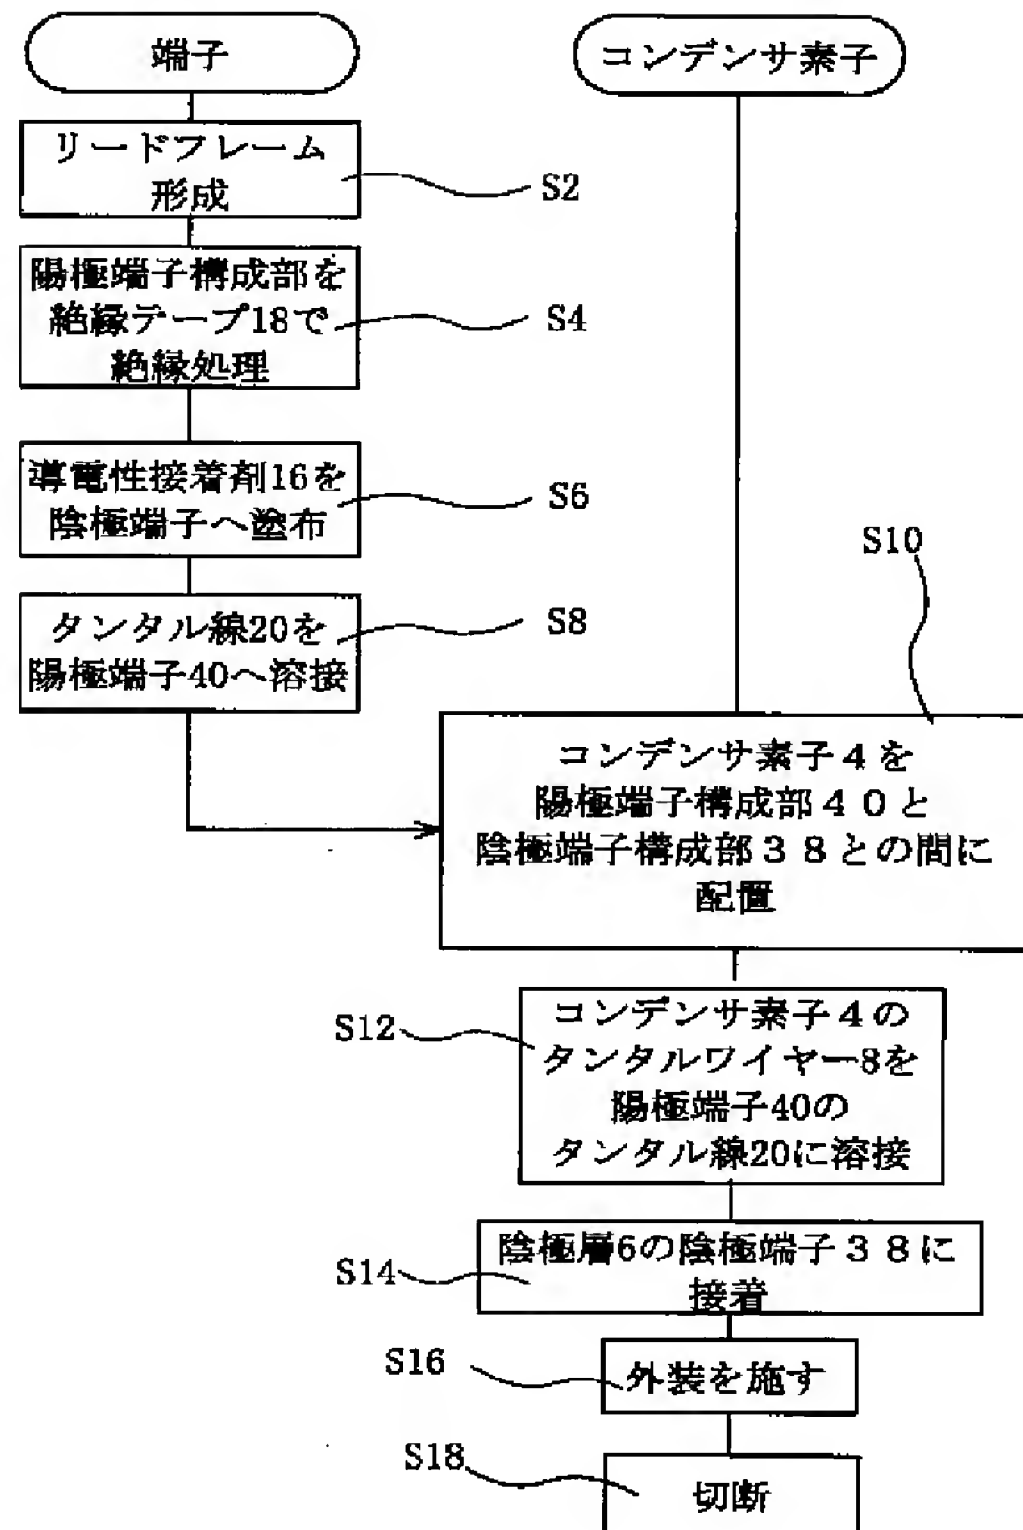 端子
コンデンサ素子
リードフレーム
形成
S2
陽極端子構成部を
絶縁テープ18で
絶縁処理
S4
導電性接着剤16を
陰極端子へ塗布
S6
タンタル線20を
陽極端子40へ溶接
S8
S10
コンデンサ素子４を
陽極端子構成部４０と
陰極端子構成部３８との間に
配置
S12
コンデンサ素子４の
タンタルワイヤー8を
陽極端子40の
タンタル線20に溶接
S14
陰極層6の陰極端子３８に
接着
S16
外装を施す
S18
切断